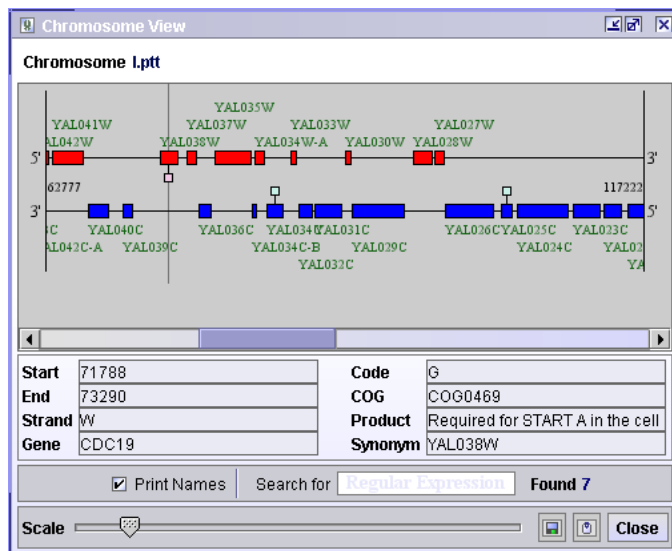 Chromosome View
Chromosome I.ptt
YAL035W
YAL041W YAL037W YAL033W YAL027W
AL042W YAL038W YAL034W-A YAL030W YAL028W
5' 3'
62777 117222
3' 5'
C YAL040C YAL036C YAL034C YAL031C YAL026C YAL025C YAL023C
AL042C-A YAL039C YAL034C-B YAL029C YAL024C YAL02
YAL032C YA
Start 71788 Code G
End 73290 COG COG0469
Strand W Product Required for START A in the cell
Gene CDC19 Synonym YAL038W
Print Names Search for Regular Expression Found 7
Scale Close